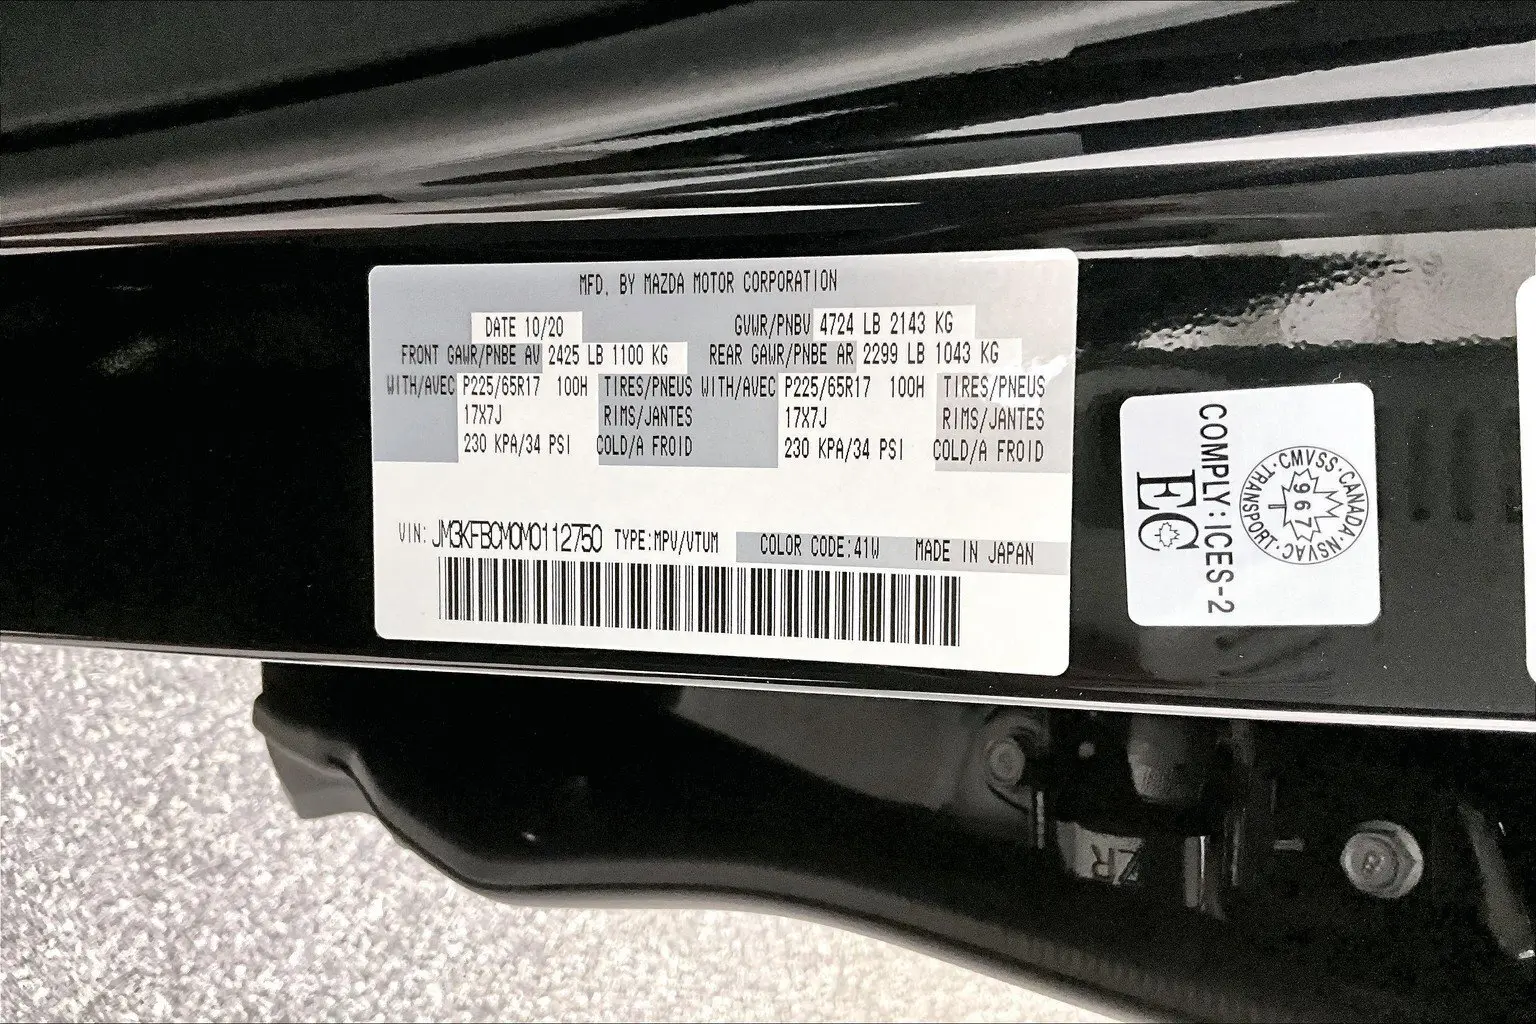 MFD. BY MAZDA MOTOR CORPORATION
DATE 10/20 GVWR/PNBV 4724 LB 2143 KG
FRONT GAWR/PNBE AV 2425 LB 1100 KG REAR GAWR/PNBE AR 2299 LB 1043 KG
WITH/AVEC P225/65R17 100H TIRES/PNEUS WITH/AVEC P225/65R17 100H TIRES/PNEUS
17X7J RIMS/JANTES 17X7J RIMS/JANTES
230 KPA/34 PSI COLD/A FROID 230 KPA/34 PSI COLD/A FROID
VIN: JM3KFBCM0M0112750 TYPE:MPV/VTUM COLOR CODE:41W MADE IN JAPAN
COMPLY:ICES-2
EC
CANADA·NSVAC·TRANSPORT·CMVSS·
967
1
ZR